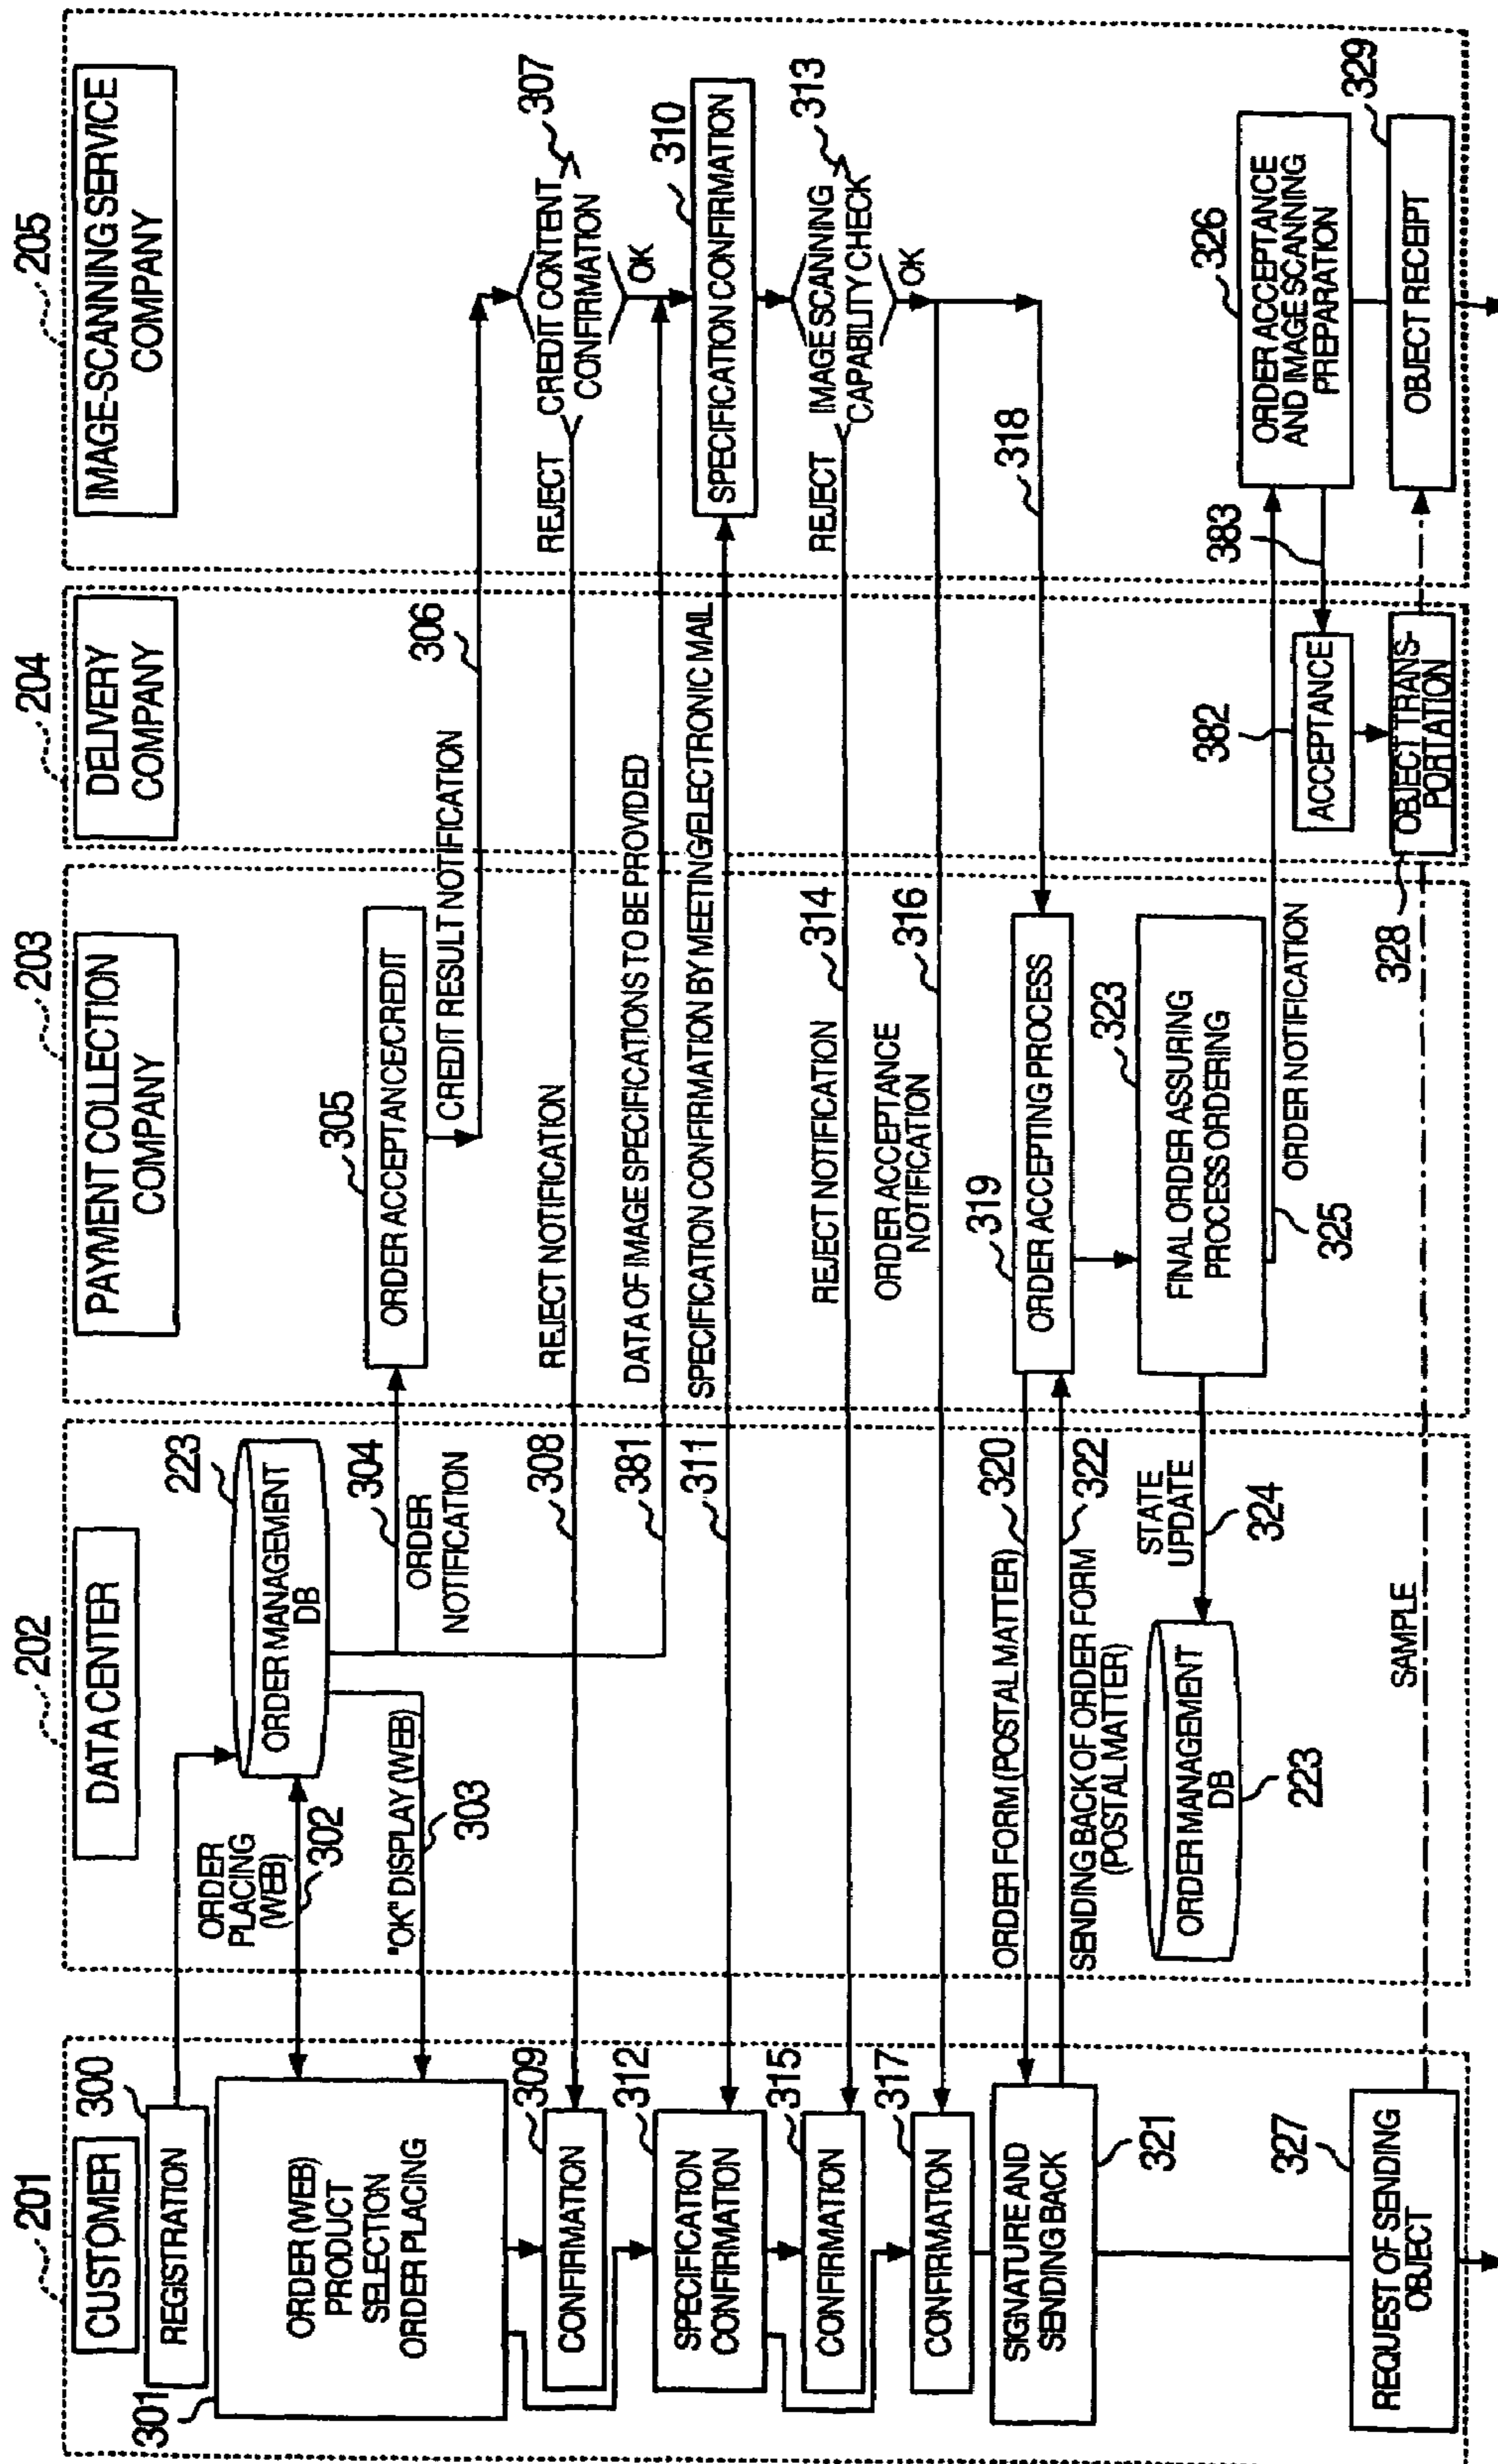 201
CUSTOMER
300
REGISTRATION
301
ORDER (WEB)
PRODUCT
SELECTION
ORDER PLACING
309
CONFIRMATION
312
SPECIFICATION
CONFIRMATION
315
CONFIRMATION
317
CONFIRMATION
SIGNATURE AND
SENDING BACK
321
327
REQUEST OF SENDING
OBJECT
202
DATA CENTER
ORDER
PLACING
(WEB)
302
223
ORDER MANAGEMENT
DB
"OK" DISPLAY (WEB)
303
304
ORDER
NOTIFICATION
308
381
311
ORDER FORM (POSTAL MATTER)
320
SENDING BACK OF ORDER FORM
(POSTAL MATTER)
322
STATE
UPDATE
324
ORDER MANAGEMENT
DB
223
SAMPLE
203
PAYMENT COLLECTION
COMPANY
305
ORDER ACCEPTANCE/CREDIT
CREDIT RESULT NOTIFICATION
REJECT NOTIFICATION
DATA OF IMAGE SPECIFICATIONS TO BE PROVIDED
SPECIFICATION CONFIRMATION BY MEETING/ELECTRONIC MAIL
REJECT NOTIFICATION
314
ORDER ACCEPTANCE
NOTIFICATION
316
319
ORDER ACCEPTING PROCESS
323
FINAL ORDER ASSURING
PROCESS ORDERING
325
ORDER NOTIFICATION
204
DELIVERY
COMPANY
306
382
ACCEPTANCE
383
328
OBJECT TRANS-
PORTATION
205
IMAGE-SCANNING SERVICE
COMPANY
307
REJECT
CREDIT CONTENT
CONFIRMATION
OK
310
SPECIFICATION CONFIRMATION
313
REJECT
IMAGE SCANNING
CAPABILITY CHECK
OK
318
326
ORDER ACCEPTANCE
AND IMAGE SCANNING
PREPARATION
329
OBJECT RECEIPT